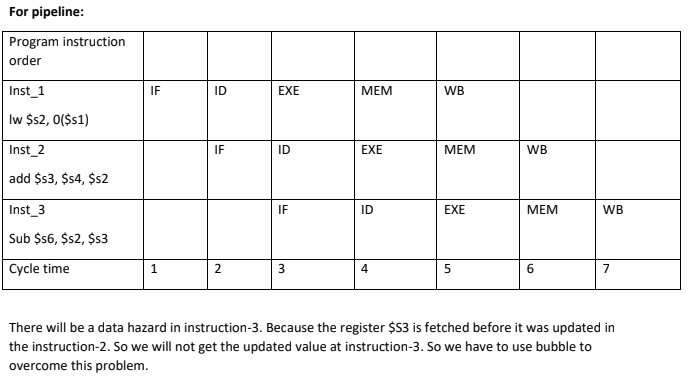 For pipeline:
Program instruction
order
Inst_1 IF ID EXE MEM WB
lw $s2, 0($s1)
Inst_2 IF ID EXE MEM WB
add $s3, $s4, $s2
Inst_3 IF ID EXE MEM WB
Sub $s6, $s2, $s3
Cycle time 1 2 3 4 5 6 7
There will be a data hazard in instruction-3. Because the register $S3 is fetched before it was updated in
the instruction-2. So we will not get the updated value at instruction-3. So we have to use bubble to
overcome this problem.